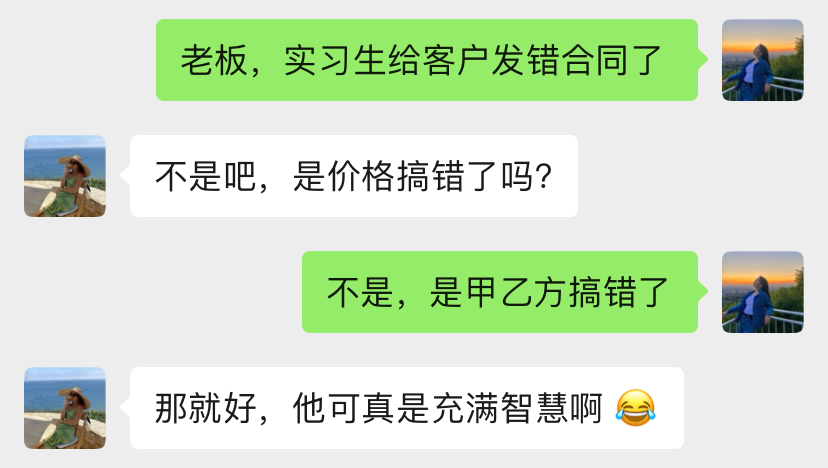 老板，实习生给客户发错合同了
不是吧，是价格搞错了吗？
不是，是甲乙方搞错了
那就好，他可真是充满智慧啊 😂